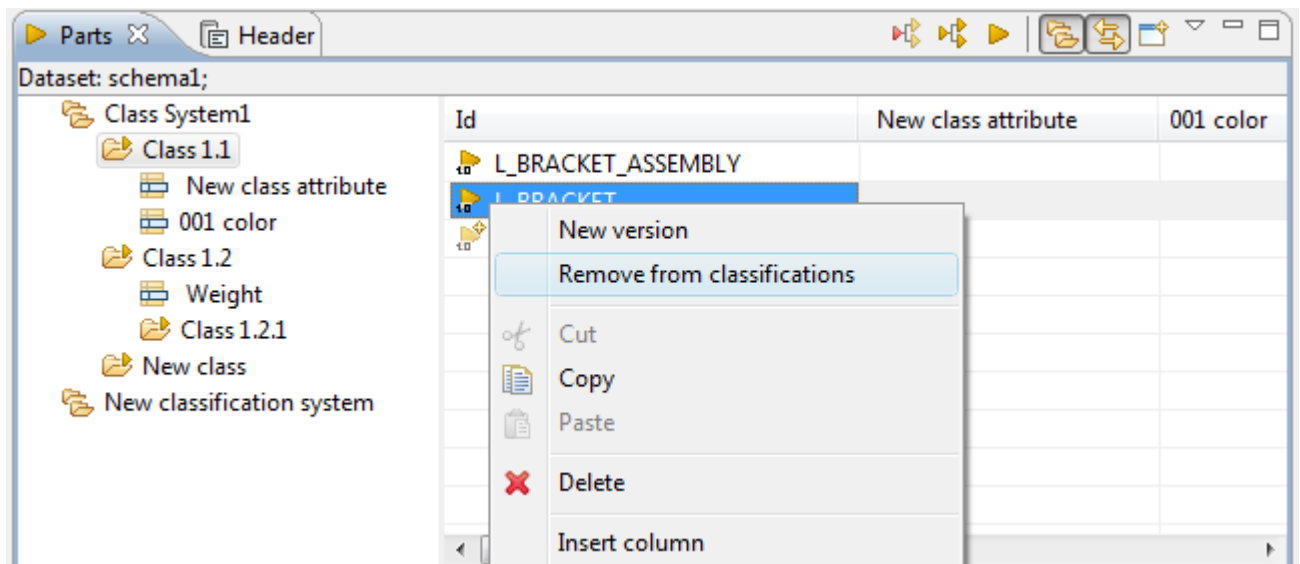 Parts Header
Dataset: schema1;
Class System1
Class 1.1
New class attribute
001 color
Class 1.2
Weight
Class 1.2.1
New class
New classification system
Id New class attribute 001 color
L_BRACKET_ASSEMBLY
L_BRACKET
New version
Remove from classifications
Cut
Copy
Paste
Delete
Insert column